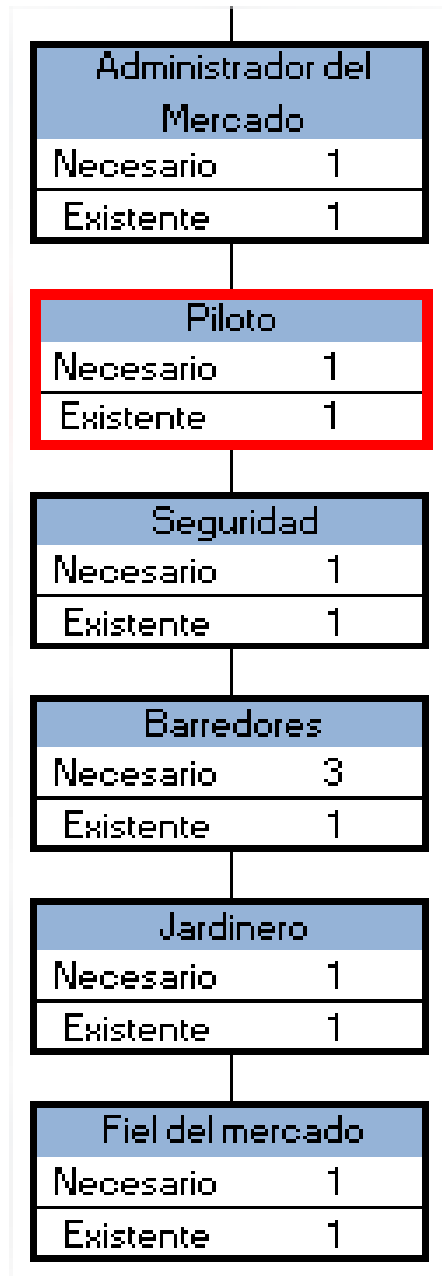 Administrador del
Mercado
Necesario 1
Existente 1
Piloto
Necesario 1
Existente 1
Seguridad
Necesario 1
Existente 1
Barredores
Necesario 3
Existente 1
Jardinero
Necesario 1
Existente 1
Fiel del mercado
Necesario 1
Existente 1